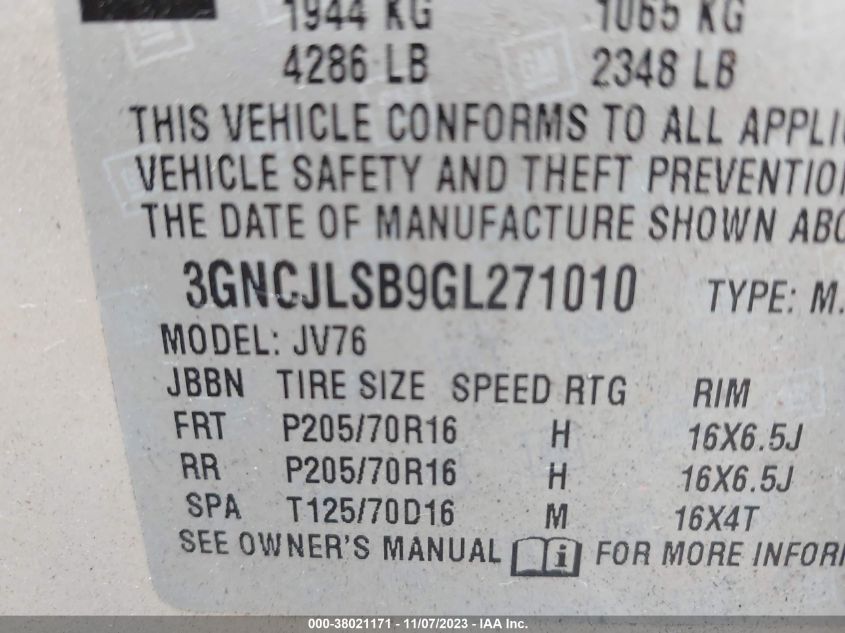 1944 KG 1065 KG
4286 LB 2348 LB
THIS VEHICLE CONFORMS TO ALL APPLI
VEHICLE SAFETY AND THEFT PREVENTIO
THE DATE OF MANUFACTURE SHOWN ABO
3GNCJLSB9GL271010 TYPE: M.
MODEL: JV76
JBBN TIRE SIZE SPEED RTG RIM
FRT P205/70R16 H 16X6.5J
RR P205/70R16 H 16X6.5J
SPA T125/70D16 M 16X4T
SEE OWNER'S MANUAL i FOR MORE INFOR
000-38021171 - 11/07/2023 - IAA Inc.